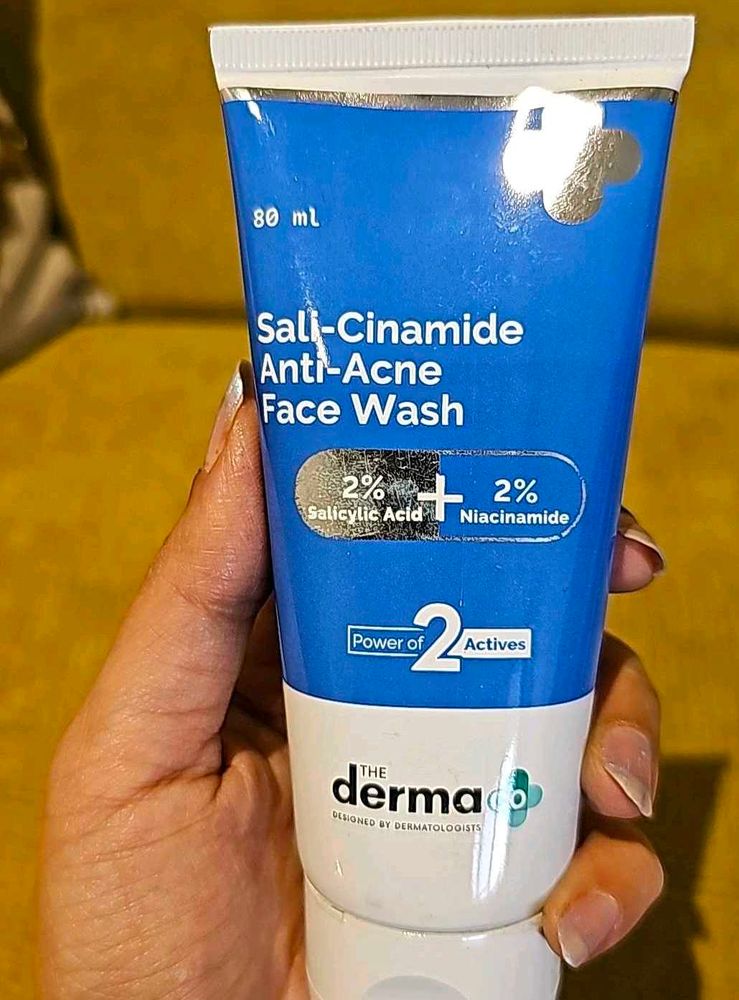 80 ml
Sali-Cinamide
Anti-Acne
Face Wash
2% + 2%
Salicylic Acid Niacinamide
Power of 2 Actives
THE
derma co
DESIGNED BY DERMATOLOGISTS